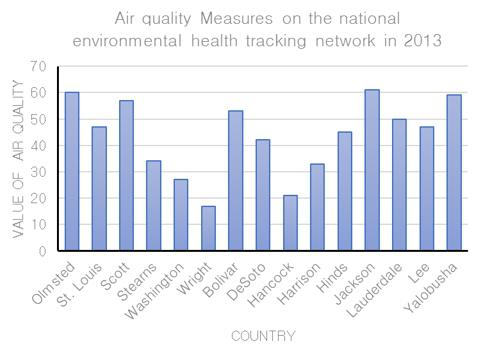 Air quality Measures on the national
environmental health tracking network in 2013
VALUE OF AIR QUALITY
70
60
50
40
30
20
10
0
Olmsted
St. Louis
Scott
Stearns
Washington
Wright
Bolivar
DeSoto
Hancock
Harrison
Hinds
Jackson
Lauderdale
Lee
Yalobusha
COUNTRY